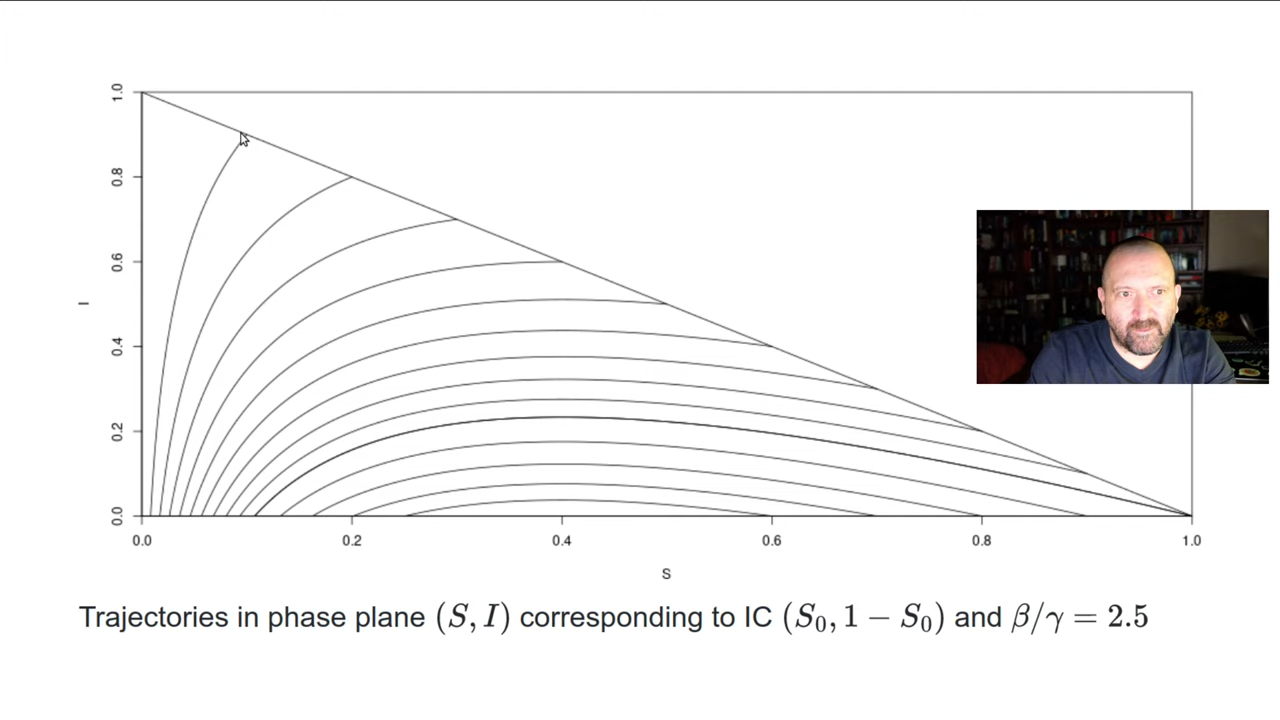 1.0
0.8
0.6
0.4
0.2
0.0
I
0.0 0.2 0.4 0.6 0.8 1.0
S
Trajectories in phase plane (S, I) corresponding to IC (S₀, 1 − S₀) and β/γ = 2.5